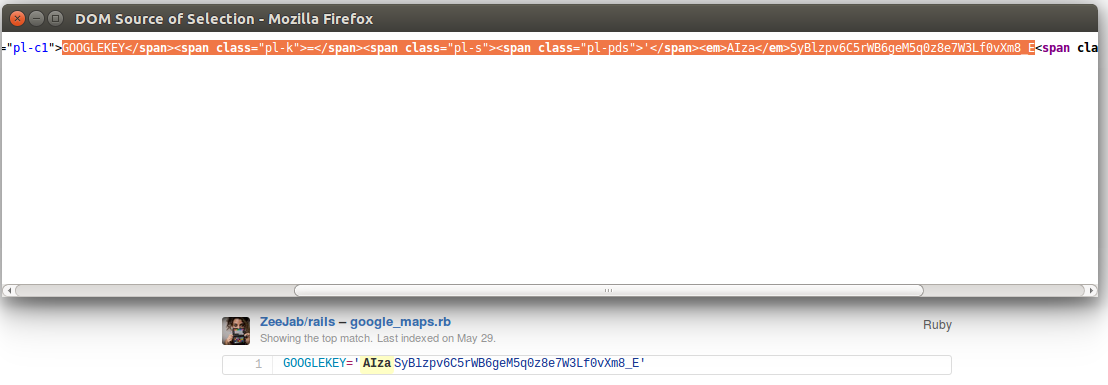 DOM Source of Selection - Mozilla Firefox
="pl-c1">GOOGLEKEY</span><span class="pl-k">=</span><span class="pl-s"><span class="pl-pds">'</span><em>AIza</em>SyBlzpv6C5rWB6geM5q0z8e7W3Lf0vXm8_E<span cla
ZeeJab/rails – google_maps.rb
Ruby
Showing the top match. Last indexed on May 29.
1 GOOGLEKEY='AIzaSyBlzpv6C5rWB6geM5q0z8e7W3Lf0vXm8_E'